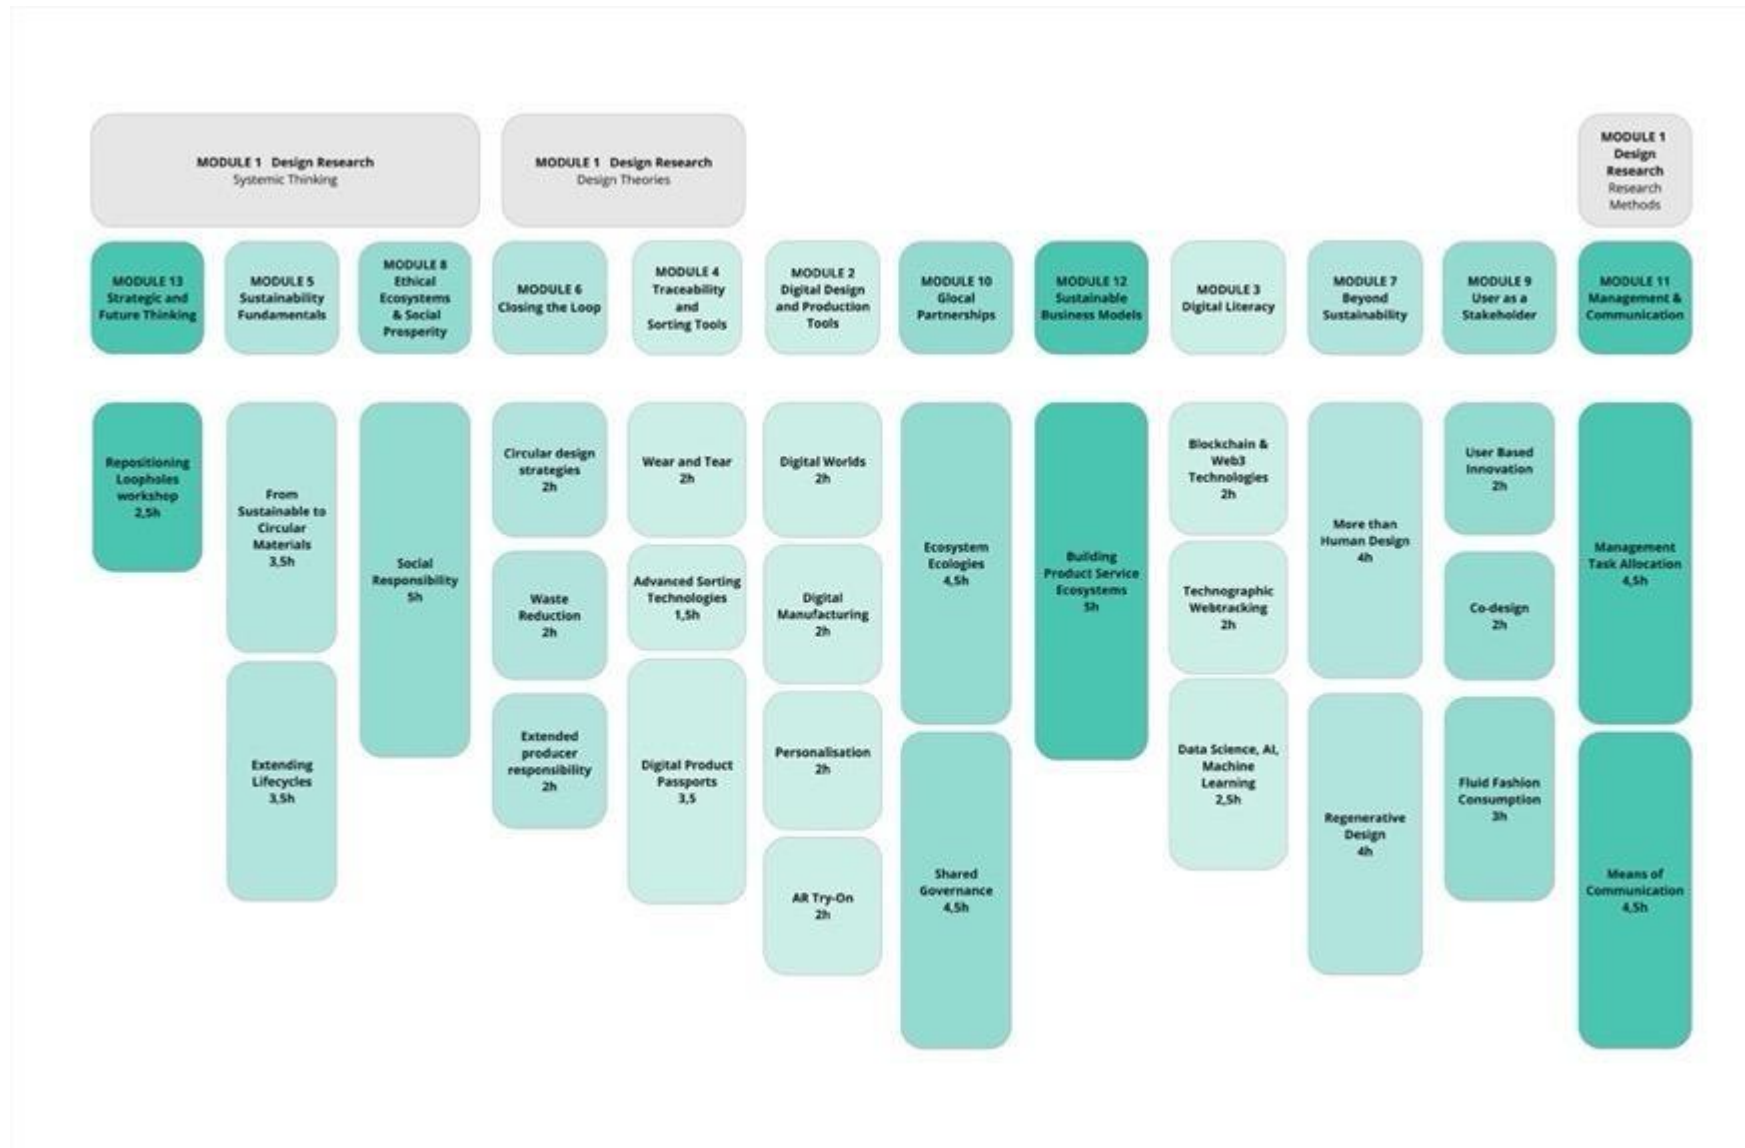 MODULE 1 Design Research
Systemic Thinking
MODULE 1 Design Research
Design Theories
MODULE 1
Design
Research
Research
Methods
MODULE 13
Strategic and
Future Thinking
MODULE 5
Sustainability
Fundamentals
MODULE 8
Ethical
Ecosystems
& Social
Prosperity
MODULE 6
Closing the Loop
MODULE 4
Traceability
and
Sorting Tools
MODULE 2
Digital Design
and Production
Tools
MODULE 10
Glocal
Partnerships
MODULE 12
Sustainable
Business Models
MODULE 3
Digital Literacy
MODULE 7
Beyond
Sustainability
MODULE 9
User as a
Stakeholder
MODULE 11
Management &
Communication
Repositioning
Loopholes
workshop
2,5h
From
Sustainable to
Circular
Materials
3,5h
Extending
Lifecycles
3,5h
Social
Responsibility
5h
Circular design
strategies
2h
Waste
Reduction
2h
Extended
producer
responsibility
2h
Wear and Tear
2h
Advanced Sorting
Technologies
1,5h
Digital Product
Passports
3,5
Digital Worlds
2h
Digital
Manufacturing
2h
Personalisation
2h
AR Try-On
2h
Ecosystem
Ecologies
4,5h
Shared
Governance
4,5h
Building
Product Service
Ecosystems
5h
Blockchain &
Web3
Technologies
2h
Technographic
Webtracking
2h
Data Science, AI,
Machine
Learning
2,5h
More than
Human Design
4h
Regenerative
Design
4h
User Based
Innovation
2h
Co-design
2h
Fluid Fashion
Consumption
3h
Management
Task Allocation
4,5h
Means of
Communication
4,5h